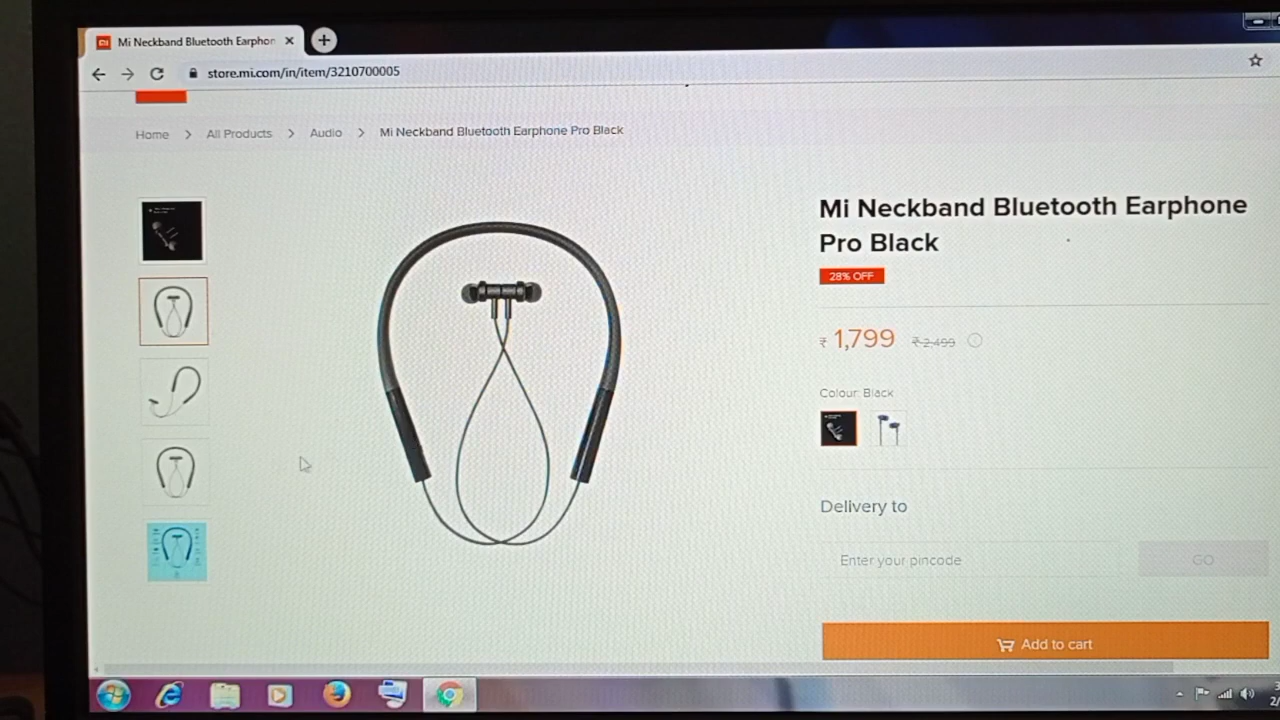 Mi Neckband Bluetooth Earphon
store.mi.com/in/item/3210700005
Home > All Products > Audio > Mi Neckband Bluetooth Earphone Pro Black
Mi Neckband Bluetooth Earphone
Pro Black
28% OFF
₹ 1,799 ₹ 2,499
Colour: Black
Delivery to
Enter your pincode GO
Add to cart